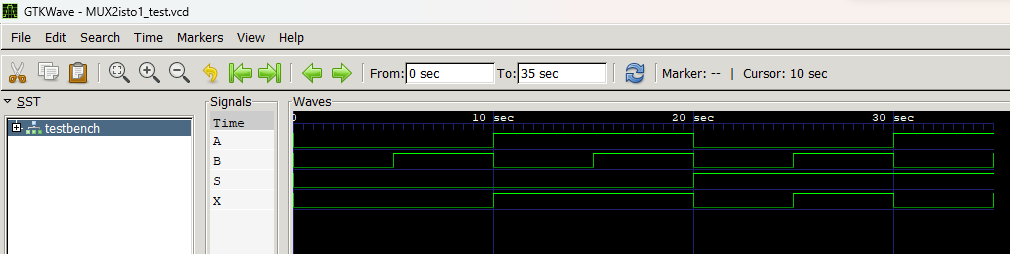 GTKWave - MUX2isto1_test.vcd
File Edit Search Time Markers View Help
From: 0 sec To: 35 sec Marker: -- | Cursor: 10 sec
SST Signals Waves
testbench
Time 0 10 sec 20 sec 30 sec
A
B
S
X